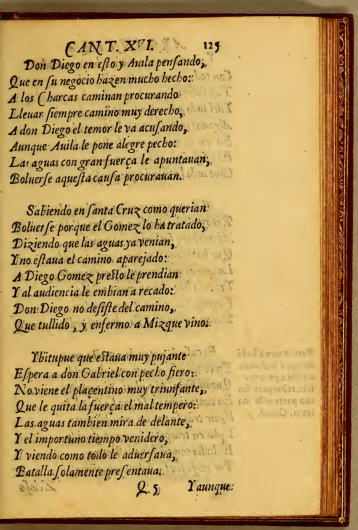 CANT. XVI. 125
Don Diego en eſto y Auila penſando,
Que en ſu negocio hazen mucho hecho:
A los Charcas caminan procurando
Lleuar ſiempre camino muy derecho,
A don Diego el temor le va acuſando,
Aunque Auila le pone alegre pecho:
Las aguas con gran fuerça le apuntauan,
Boluerſe aqueſta cauſa procurauan.
Sabiendo en ſanta Cruz como querian
Boluerſe porque el Gomez lo ha tratado,
Diziendo que las aguas ya venian,
Y no eſtaua el camino aparejado:
A Diego Gomez preſto le prendian
Y al audiencia le embian a recado:
Don Diego no deſiſte del camino,
Que tullido, y enfermo a Mizque vino.
Ybitupue que eſtaua muy pujante
Eſpera a don Gabriel con pecho fiero:
No viene el placentino muy triunfante,
Que le quita la fuerça el mal tempero:
Las aguas tambien mira de delante,
Y el importuno tiempo venidero,
Y viendo como todo le aduerſaua,
Batalla ſolamente preſentaua.
Q. 5. Y aunque